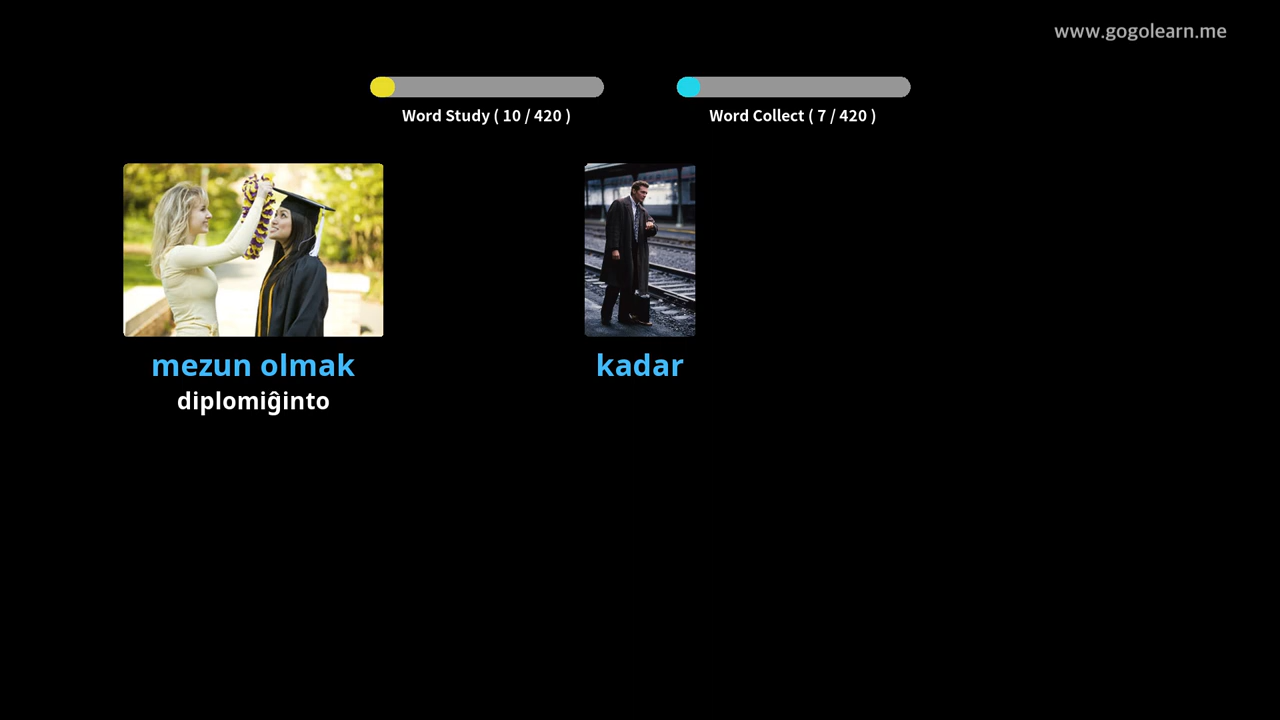 www.gogolearn.me
Word Study ( 10 / 420 )
Word Collect ( 7 / 420 )
mezun olmak
diplomiĝinto
kadar